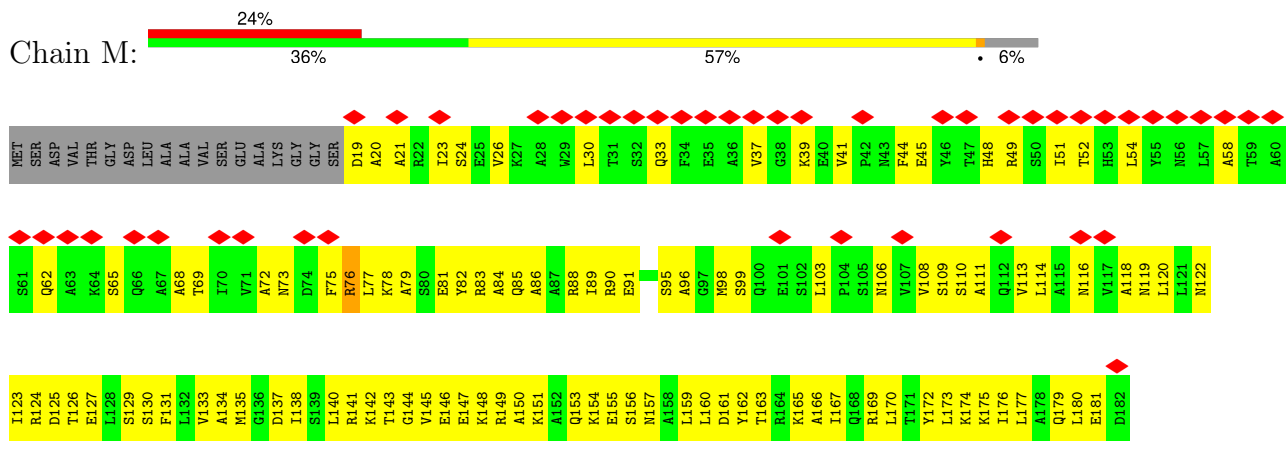 24%
Chain M:
36% 57% • 6%
MET SER ASP VAL THR GLY ASP LEU ALA ALA VAL SER GLU ALA LYS GLY GLY SER D19 A20 A21 R22 I23 S24 E25 V26 K27 A28 W29 L30 T31 S32 Q33 F34 E35 A36 V37 G38 K39 E40 V41 P42 N43 F44 E45 Y46 T47 H48 R49 S50 I51 T52 H53 L54 Y55 N56 L57 A58 T59 A60
S61 Q62 A63 K64 S65 Q66 A67 A68 T69 I70 V71 A72 N73 D74 F75 R76 L77 K78 A79 S80 E81 Y82 R83 A84 Q85 A86 A87 R88 I89 R90 E91 S95 A96 G97 M98 S99 Q100 E101 S102 L103 P104 S105 N106 V107 V108 S109 S110 A111 Q112 V113 L114 A115 N116 V117 A118 N119 L120 L121 N122
I123 R124 D125 T126 E127 L128 S129 S130 F131 L132 V133 A134 M135 G136 D137 I138 S139 L140 R141 K142 T143 G144 V145 E146 E147 K148 R149 A150 K151 A152 Q153 K154 E155 S156 N157 A158 L159 L160 D161 Y162 T163 R164 K165 A166 I167 Q168 R169 L170 T171 Y172 L173 K174 K175 I176 L177 A178 Q179 L180 E181 D182